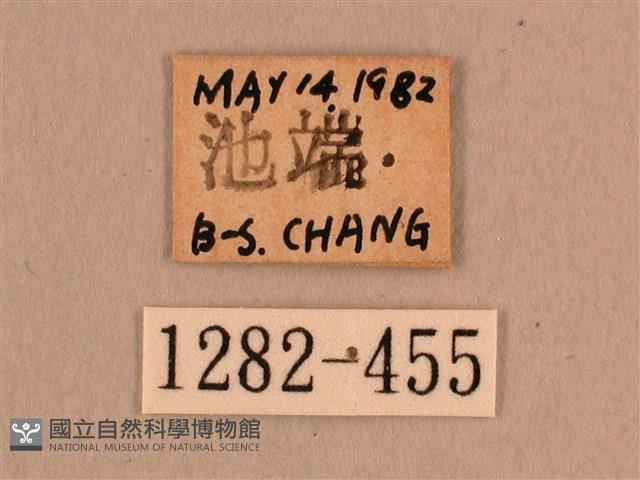 MAY 14. 1982
池端
B-S. CHANG
1282-455
國立自然科學博物館
NATIONAL MUSEUM OF NATURAL SCIENCE